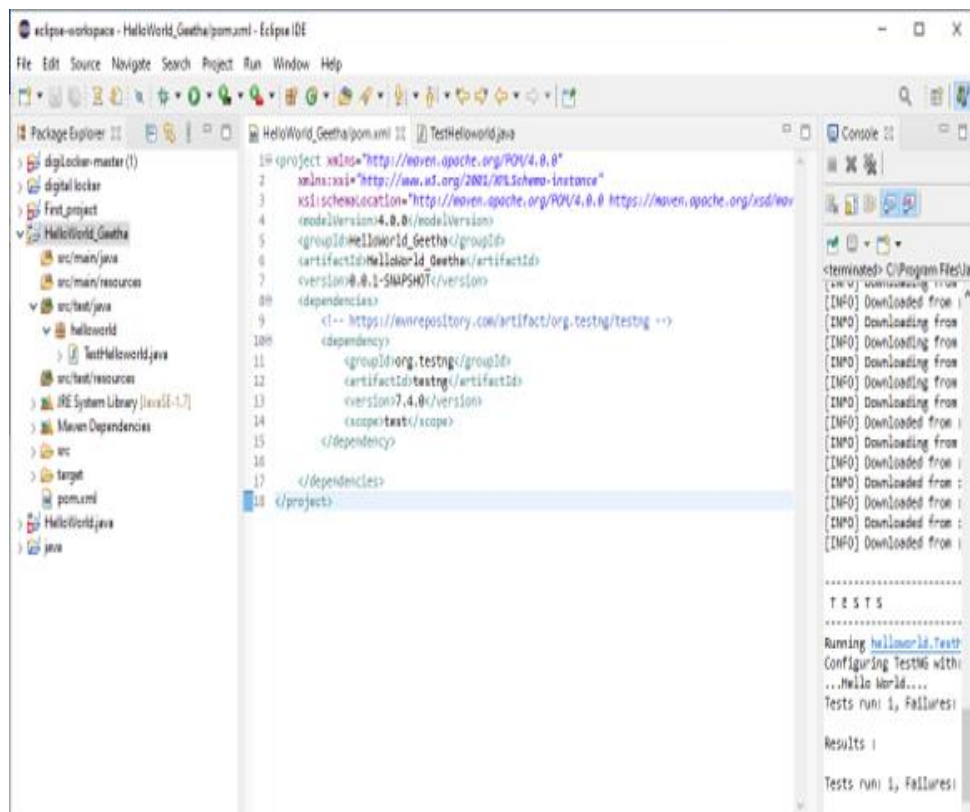 eclipse-workspace - HelloWorld_Geetha/pom.xml - Eclipse IDE
File Edit Source Navigate Search Project Run Window Help
Package Explorer
digiLocker-master (1)
digital locker
First_project
HelloWorld_Geetha
src/main/java
src/main/resources
src/test/java
helloworld
TestHelloworld.java
src/test/resources
JRE System Library [JavaSE-1.7]
Maven Dependencies
src
target
pom.xml
HelloWorld.java
java
HelloWorld_Geetha/pom.xml TestHelloworld.java
1 <project xmlns="http://maven.apache.org/POM/4.0.0"
2 xmlns:xsi="http://www.w3.org/2001/XMLSchema-instance"
3 xsi:schemaLocation="http://maven.apache.org/POM/4.0.0 https://maven.apache.org/xsd/mav
4 <modelVersion>4.0.0</modelVersion>
5 <groupId>HelloWorld_Geetha</groupId>
6 <artifactId>HelloWorld_Geetha</artifactId>
7 <version>0.0.1-SNAPSHOT</version>
8 <dependencies>
9 <!-- https://mvnrepository.com/artifact/org.testng/testng -->
10 <dependency>
11 <groupId>org.testng</groupId>
12 <artifactId>testng</artifactId>
13 <version>7.4.0</version>
14 <scope>test</scope>
15 </dependency>
16
17 </dependencies>
18 </project>
Console
<terminated> C:\Program Files\Ja
[INFO] Downloading from
[INFO] Downloaded from :
[INFO] Downloading from
[INFO] Downloading from
[INFO] Downloading from
[INFO] Downloading from
[INFO] Downloading from
[INFO] Downloaded from :
[INFO] Downloading from
[INFO] Downloaded from :
[INFO] Downloaded from :
[INFO] Downloaded from :
[INFO] Downloaded from :
[INFO] Downloaded from :
-------------------------
T E S T S
-------------------------
Running helloworld.TestH
Configuring TestNG with:
...Hello World....
Tests run: 1, Failures:
Results :
Tests run: 1, Failures: